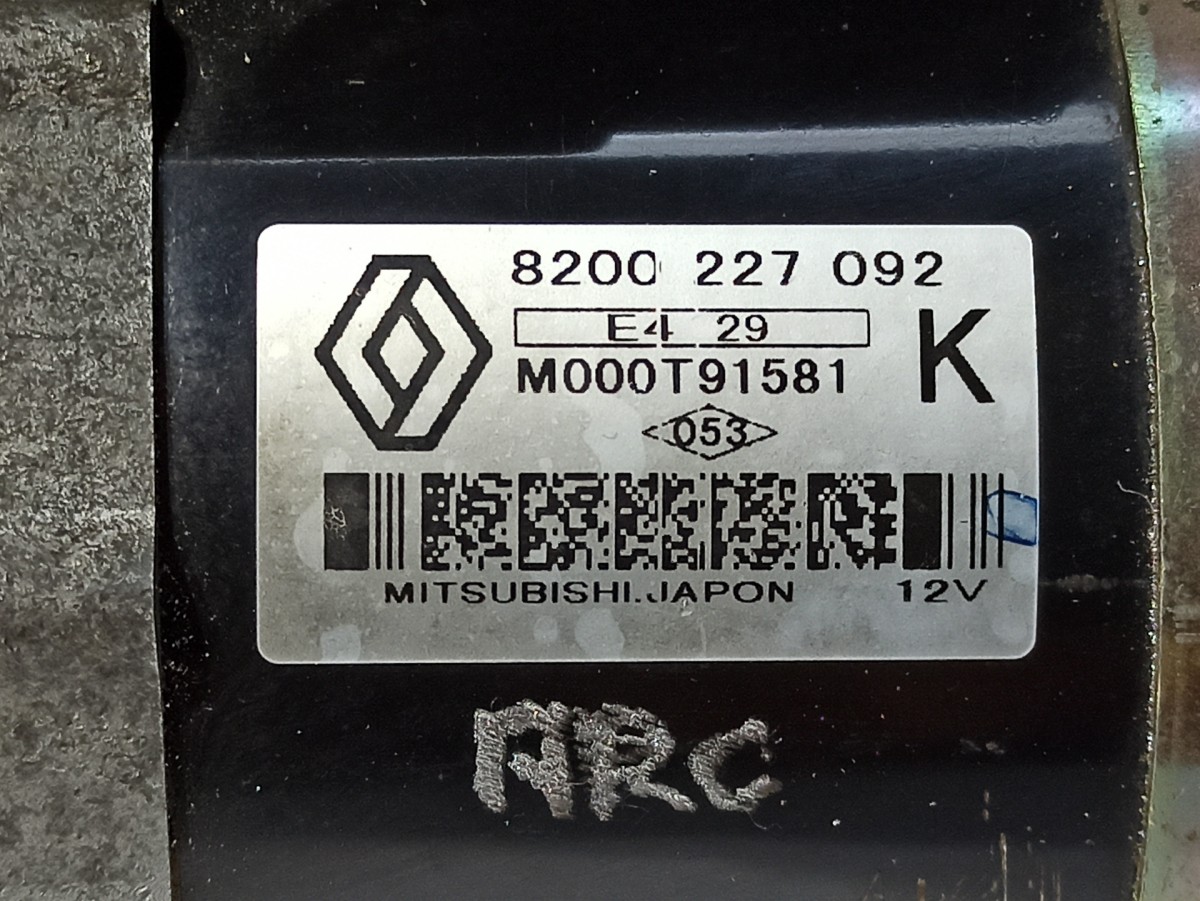 8200 227 092
E4 29
K
M000T91581
053
MITSUBISHI.JAPON 12V
ARC